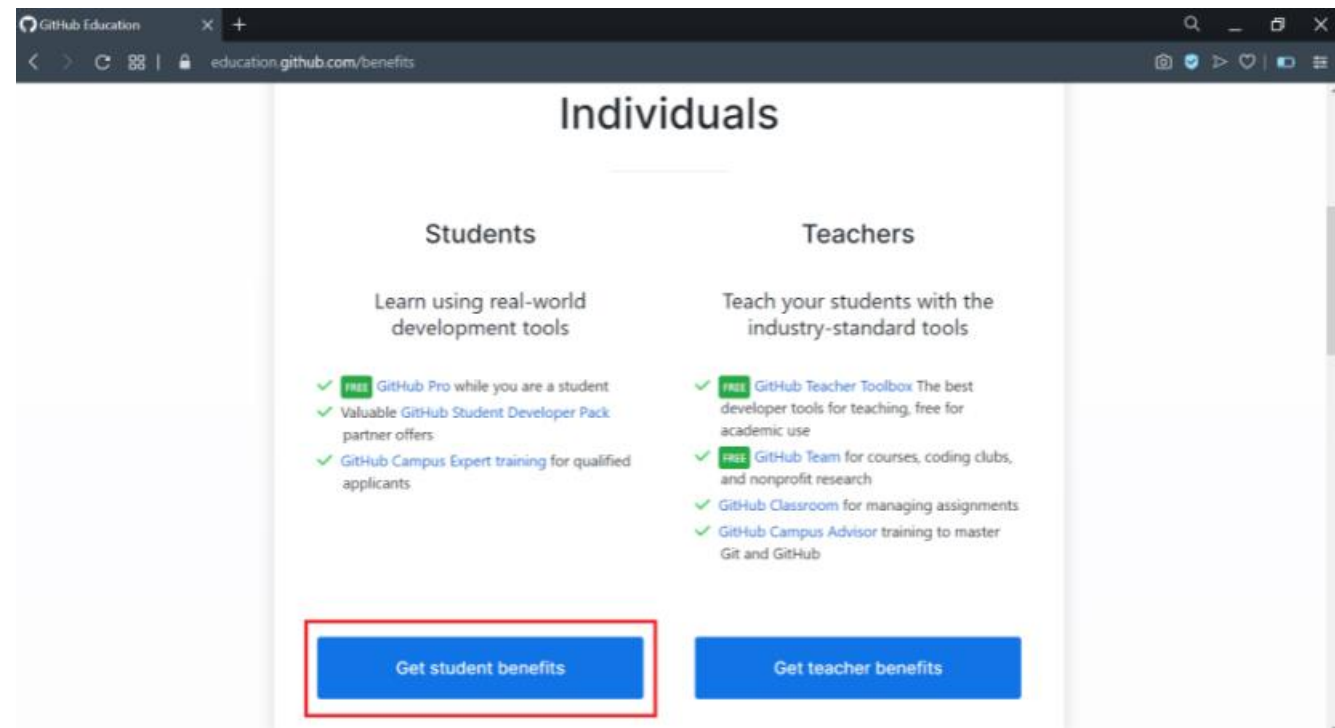 GitHub Education
education.github.com/benefits
Individuals
Students
Learn using real-world
development tools
FREE GitHub Pro while you are a student
Valuable GitHub Student Developer Pack
partner offers
GitHub Campus Expert training for qualified
applicants
Get student benefits
Teachers
Teach your students with the
industry-standard tools
FREE GitHub Teacher Toolbox The best
developer tools for teaching, free for
academic use
FREE GitHub Team for courses, coding clubs,
and nonprofit research
GitHub Classroom for managing assignments
GitHub Campus Advisor training to master
Git and GitHub
Get teacher benefits